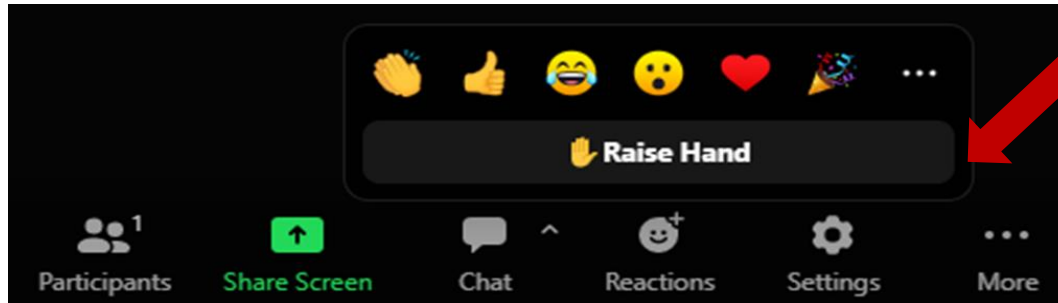 Raise Hand
1
Participants
Share Screen
Chat
Reactions
Settings
More